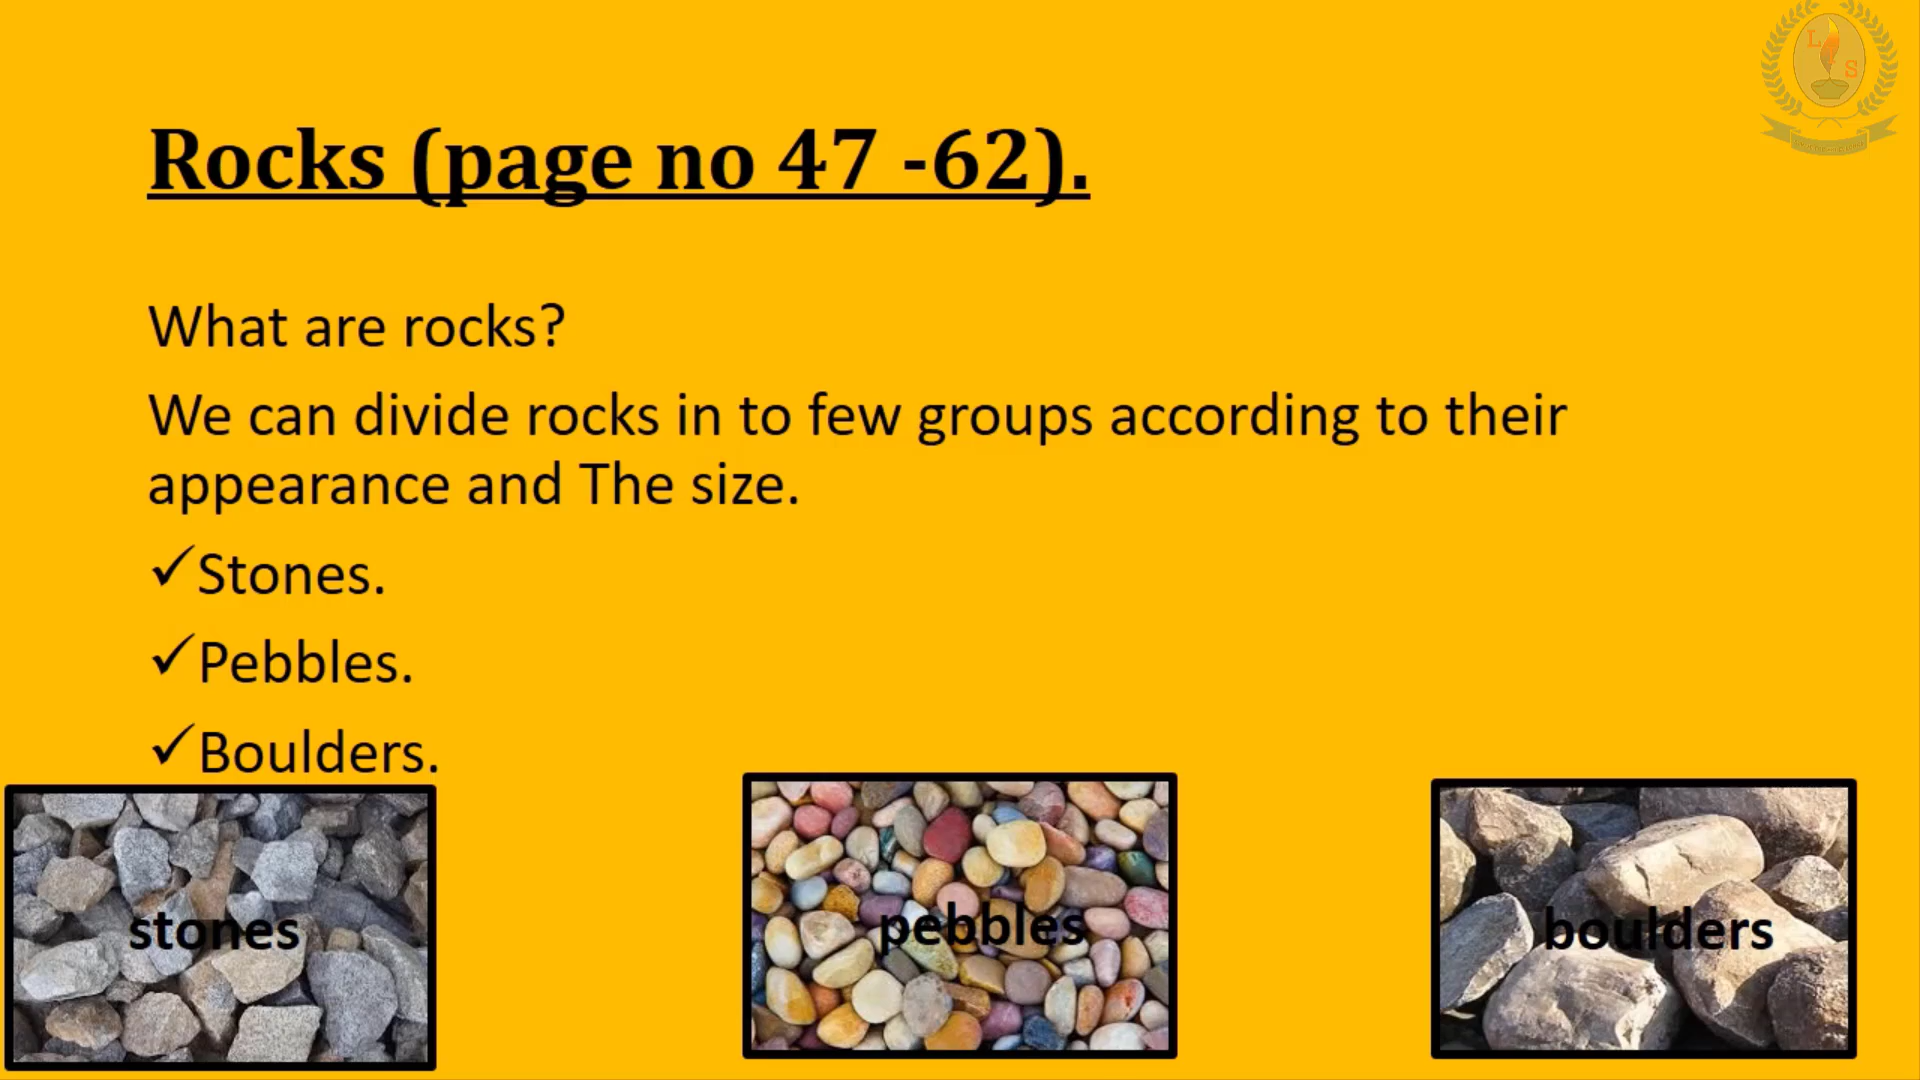 L
S
Rocks (page no 47 -62).
What are rocks?
We can divide rocks in to few groups according to their
appearance and The size.
✓Stones.
✓Pebbles.
✓Boulders.
stones
pebbles
boulders